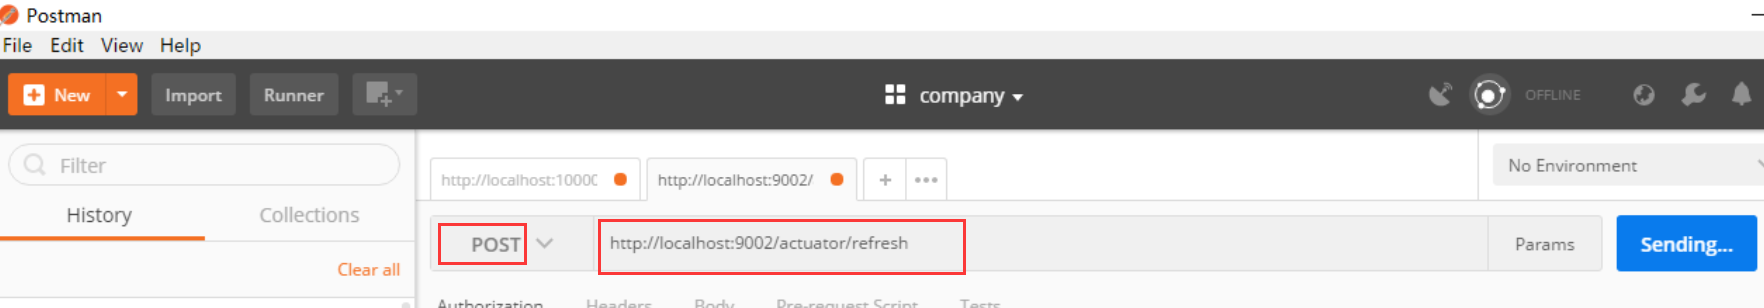 Postman
File Edit View Help
New Import Runner company OFFLINE
Filter
http://localhost:1000 http://localhost:9002/ + ••• No Environment
History Collections
POST http://localhost:9002/actuator/refresh Params Sending...
Clear all
Authorization Headers Body Pre-request Script Tests